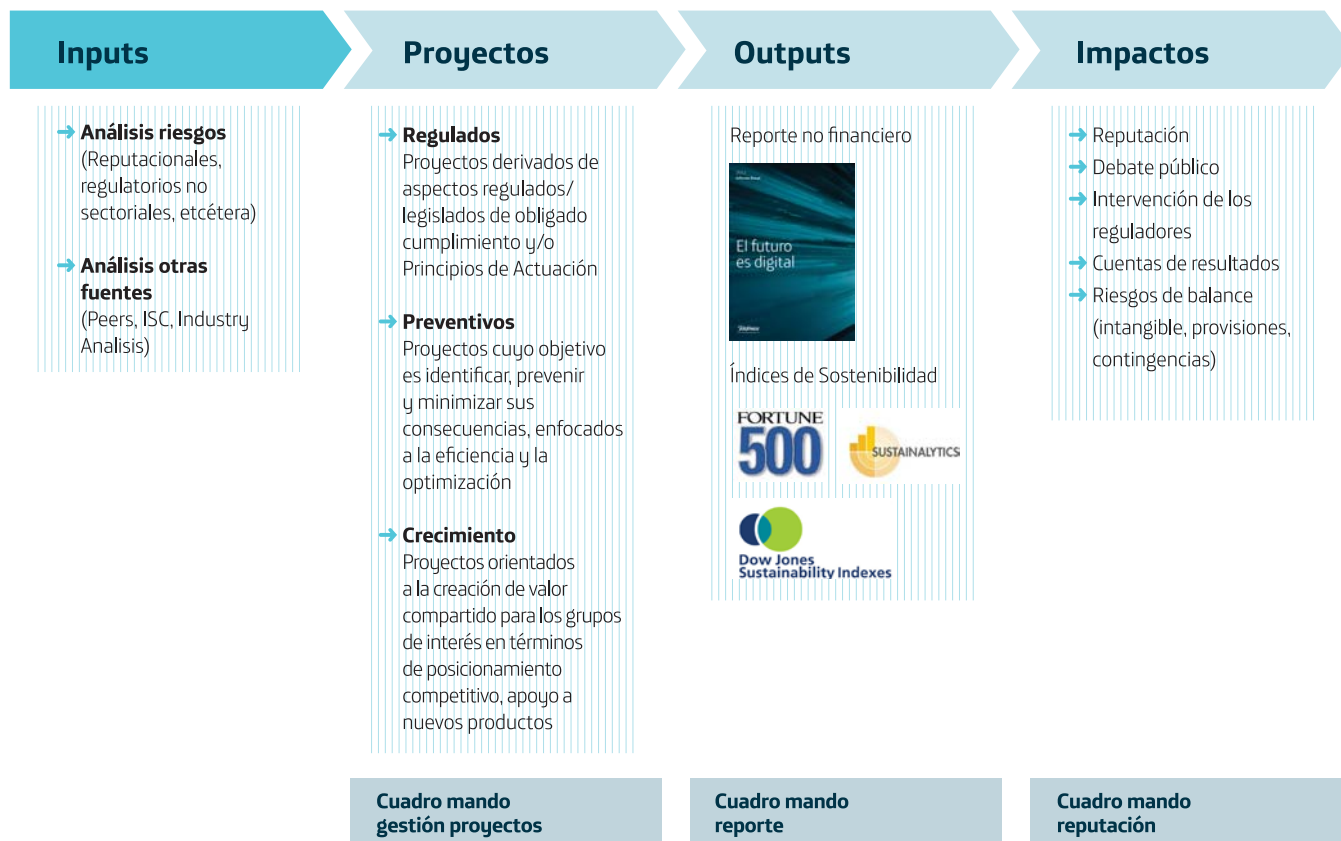 Inputs
Análisis riesgos
(Reputacionales,
regulatorios no
sectoriales, etcétera)
Análisis otras
fuentes
(Peers, ISC, Industry
Analisis)
Proyectos
Regulados
Proyectos derivados de
aspectos regulados/
legislados de obligado
cumplimiento y/o
Principios de Actuación
Preventivos
Proyectos cuyo objetivo
es identificar, prevenir
y minimizar sus
consecuencias, enfocados
a la eficiencia y la
optimización
Crecimiento
Proyectos orientados
a la creación de valor
compartido para los grupos
de interés en términos
de posicionamiento
competitivo, apoyo a
nuevos productos
Cuadro mando
gestión proyectos
Outputs
Reporte no financiero
El futuro
es digital
Índices de Sostenibilidad
FORTUNE
500
SUSTAINALYTICS
Dow Jones
Sustainability Indexes
Cuadro mando
reporte
Impactos
Reputación
Debate público
Intervención de los
reguladores
Cuentas de resultados
Riesgos de balance
(intangible, provisiones,
contingencias)
Cuadro mando
reputación